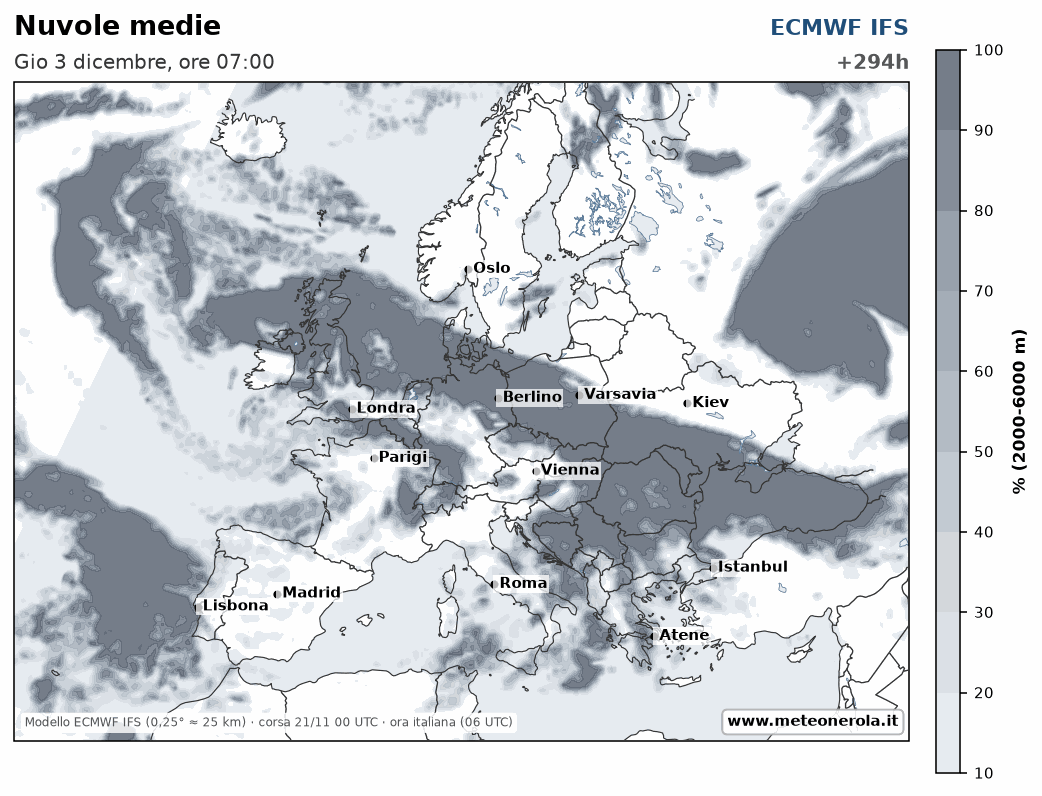 Nuvole medie
ECMWF IFS
Gio 3 dicembre, ore 07:00
+294h
100
90
80
70
60
50
40
30
20
10
% (2000-6000 m)
Oslo
Berlino
Varsavia
Kiev
Londra
Parigi
Vienna
Istanbul
Roma
Madrid
Lisbona
Atene
Modello ECMWF IFS (0,25° ≈ 25 km) · corsa 21/11 00 UTC · ora italiana (06 UTC)
www.meteonerola.it